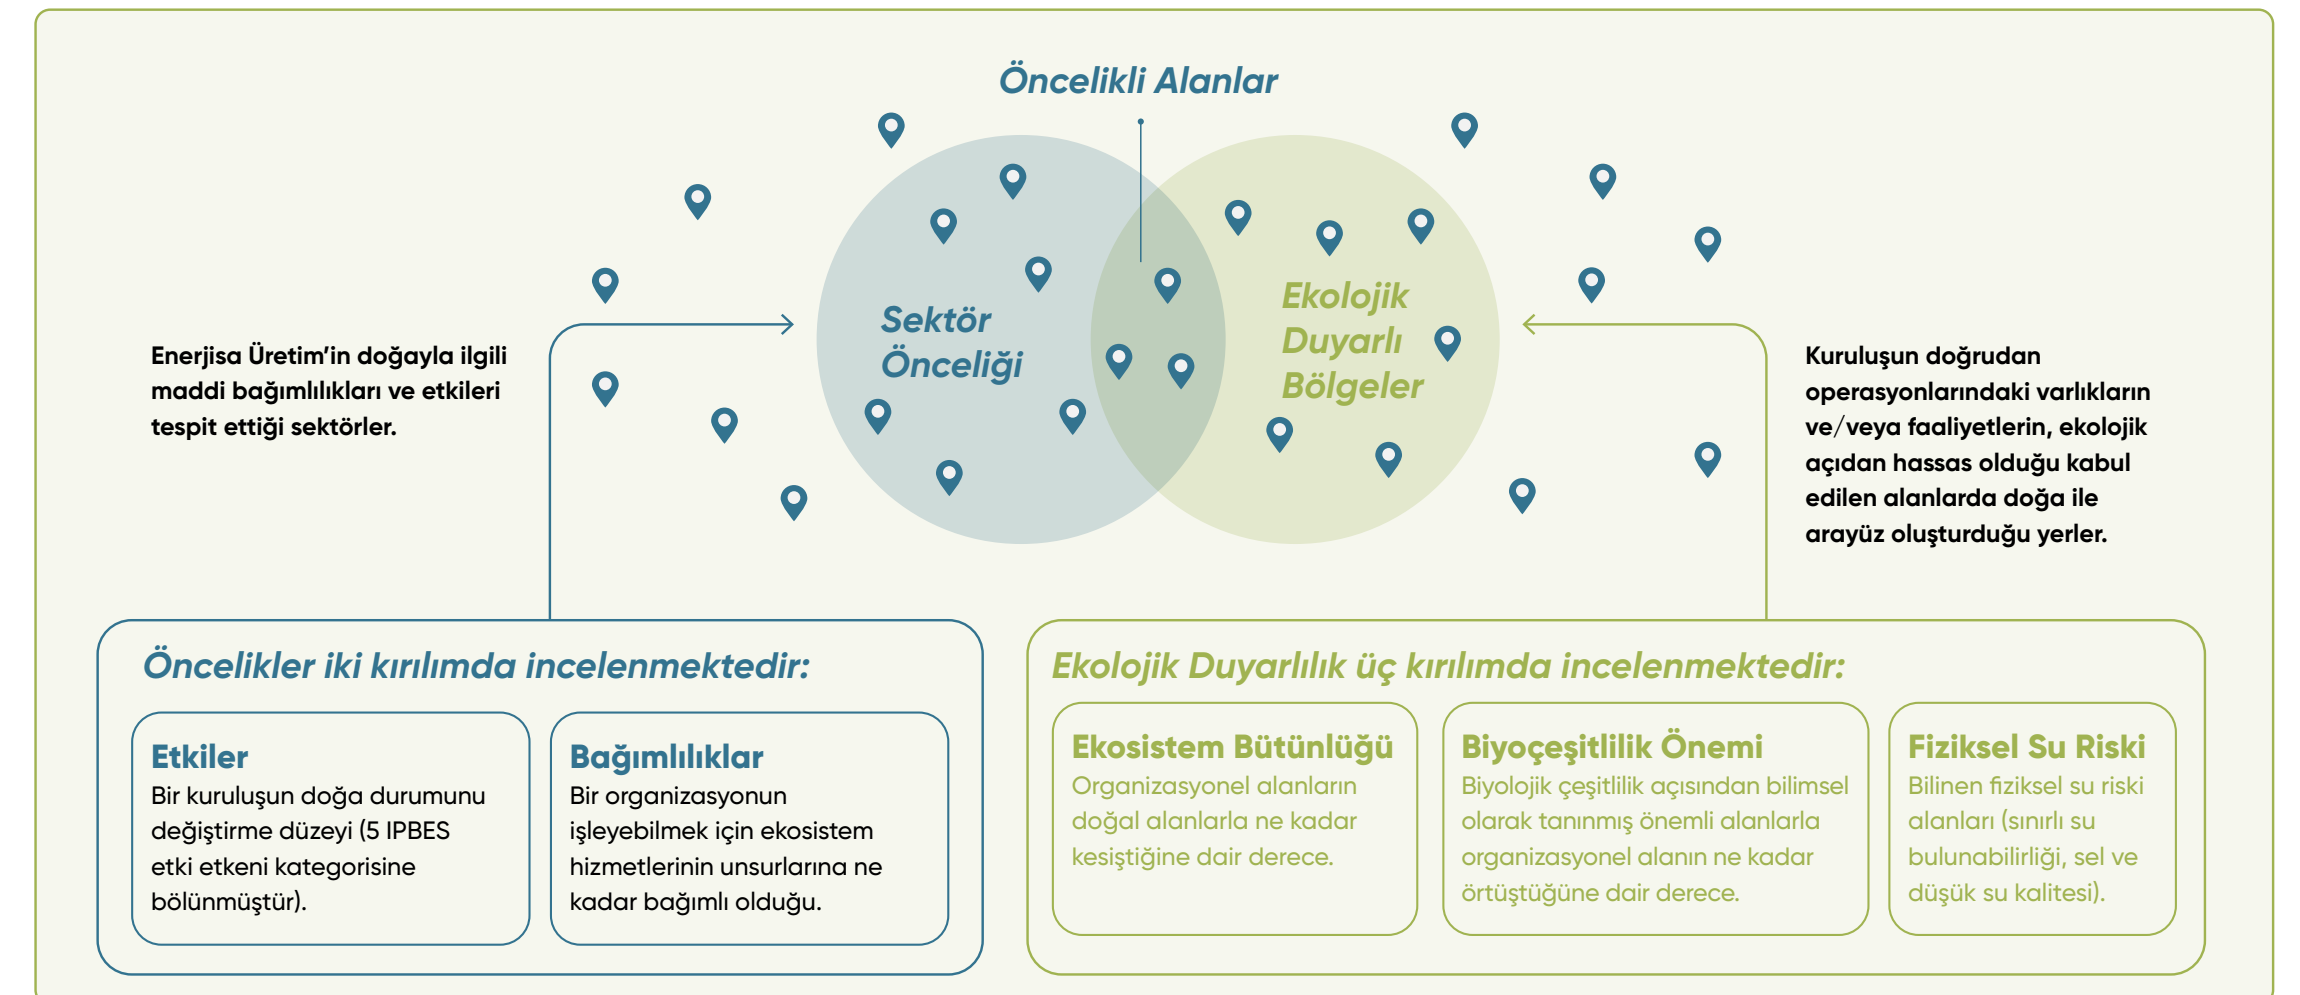 Öncelikli Alanlar
Sektör
Önceliği
Ekolojik
Duyarlı
Bölgeler
Enerjisa Üretim’in doğayla ilgili
maddi bağımlılıkları ve etkileri
tespit ettiği sektörler.
Kuruluşun doğrudan
operasyonlarındaki varlıkların
ve/veya faaliyetlerin, ekolojik
açıdan hassas olduğu kabul
edilen alanlarda doğa ile
arayüz oluşturduğu yerler.
Öncelikler iki kırılımda incelenmektedir:
Etkiler
Bir kuruluşun doğa durumunu
değiştirme düzeyi (5 IPBES
etki etkeni kategorisine
bölünmüştür).
Bağımlılıklar
Bir organizasyonun
işleyebilmek için ekosistem
hizmetlerinin unsurlarına ne
kadar bağımlı olduğu.
Ekolojik Duyarlılık üç kırılımda incelenmektedir:
Ekosistem Bütünlüğü
Organizasyonel alanların
doğal alanlarla ne kadar
kesiştiğine dair derece.
Biyoçeşitlilik Önemi
Biyolojik çeşitlilik açısından bilimsel
olarak tanınmış önemli alanlarla
organizasyonel alanın ne kadar
örtüştüğüne dair derece.
Fiziksel Su Riski
Bilinen fiziksel su riski
alanları (sınırlı su
bulunabilirliği, sel ve
düşük su kalitesi).